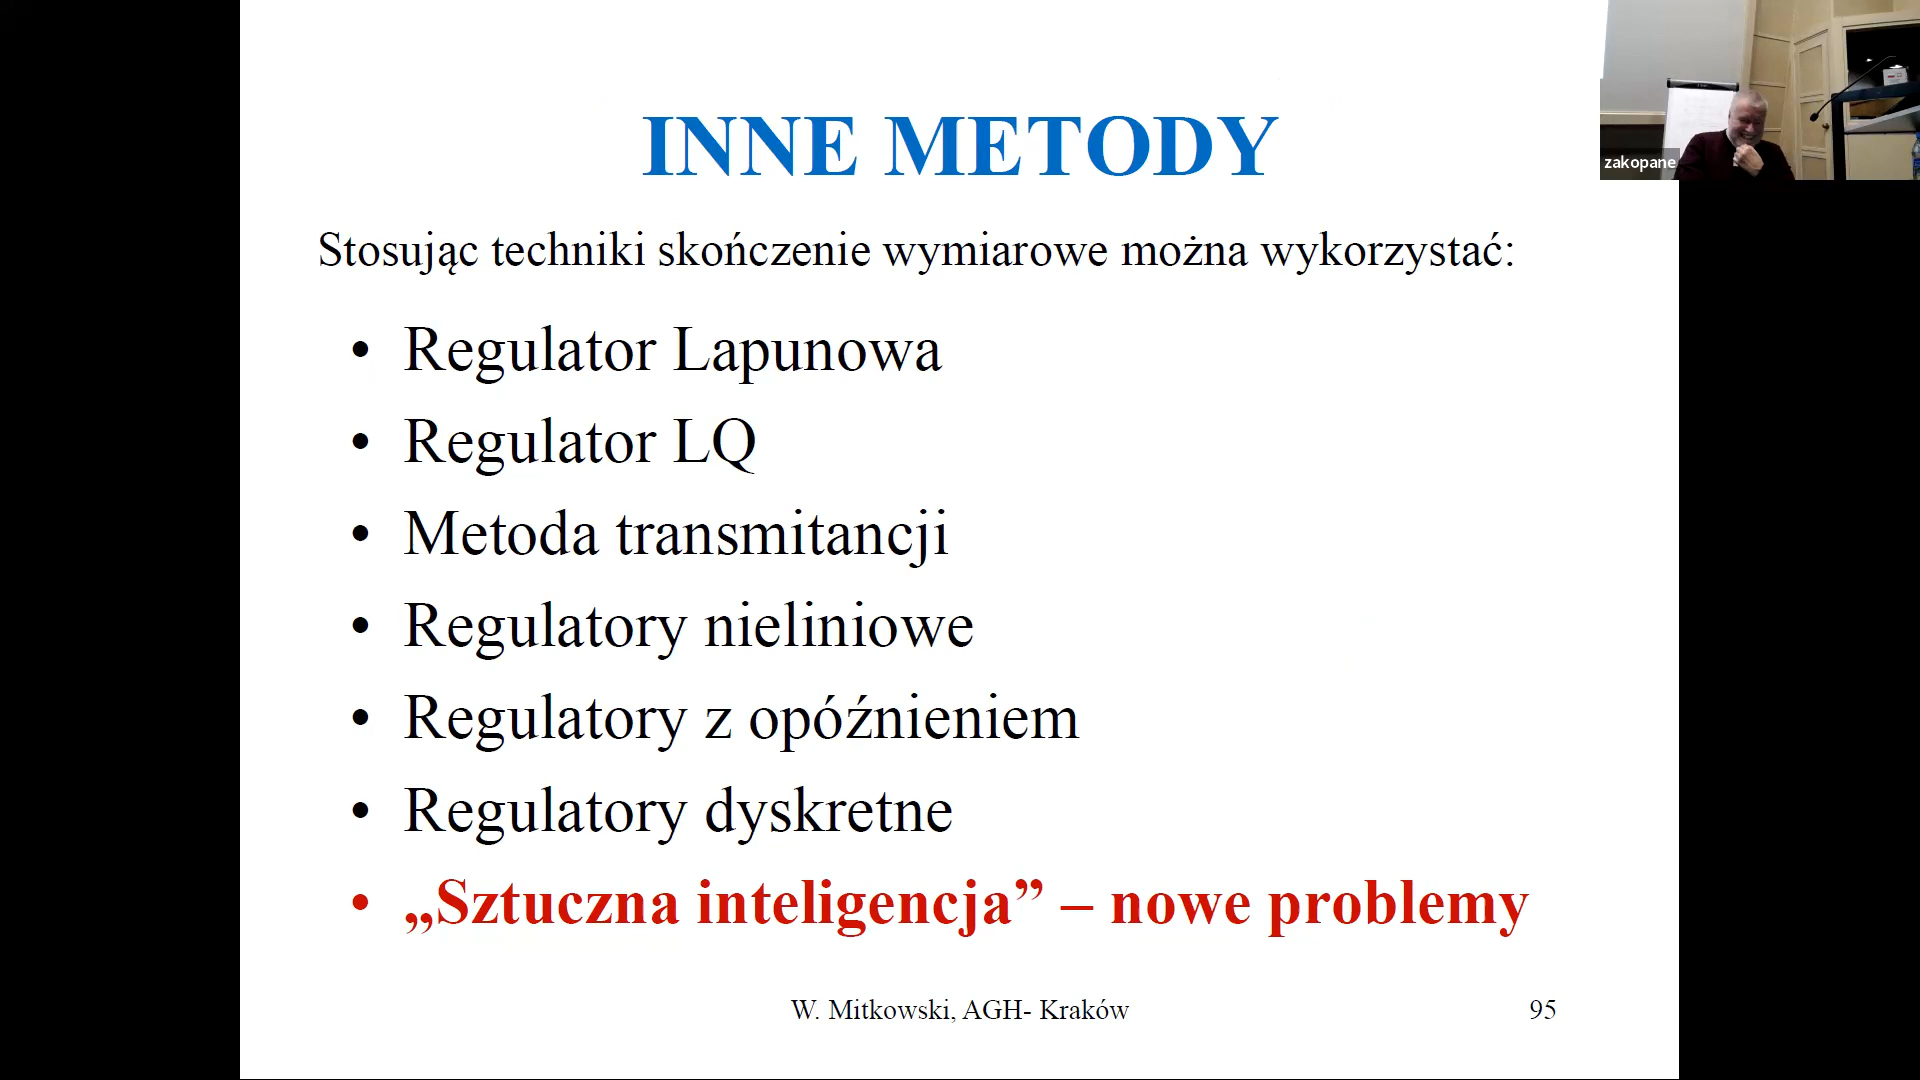 INNE METODY
zakopane
Stosując techniki skończenie wymiarowe można wykorzystać:
• Regulator Lapunowa
• Regulator LQ
• Metoda transmitancji
• Regulatory nieliniowe
• Regulatory z opóźnieniem
• Regulatory dyskretne
• „Sztuczna inteligencja” – nowe problemy
W. Mitkowski, AGH- Kraków
95